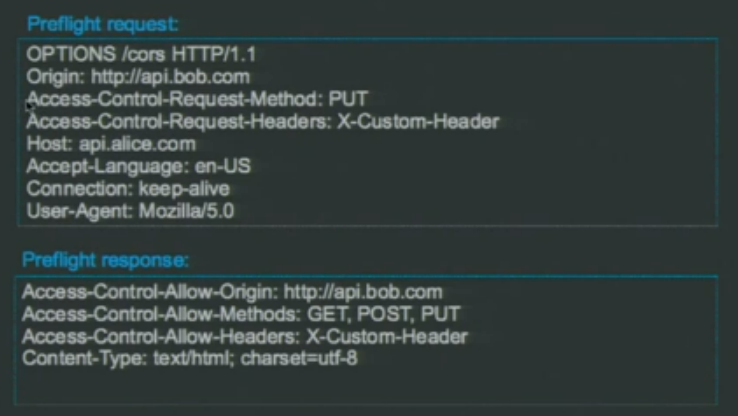 Preflight request:
OPTIONS /cors HTTP/1.1
Origin: http://api.bob.com
Access-Control-Request-Method: PUT
Access-Control-Request-Headers: X-Custom-Header
Host: api.alice.com
Accept-Language: en-US
Connection: keep-alive
User-Agent: Mozilla/5.0
Preflight response:
Access-Control-Allow-Origin: http://api.bob.com
Access-Control-Allow-Methods: GET, POST, PUT
Access-Control-Allow-Headers: X-Custom-Header
Content-Type: text/html; charset=utf-8